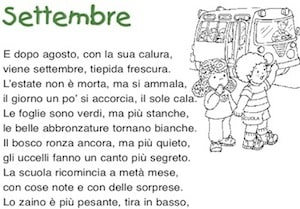 Settembre
E dopo agosto, con la sua calura,
viene settembre, tiepida frescura.
L'estate non è morta, ma si ammala,
il giorno un po' si accorcia, il sole cala.
Le foglie sono verdi, ma più stanche,
le belle abbronzature tornano bianche.
Il bosco ronza ancora, ma più quieto,
gli uccelli fanno un canto più segreto.
La scuola ricomincia a metà mese,
con cose note e con delle sorprese.
Lo zaino è più pesante, tira in basso,
SCUOLA